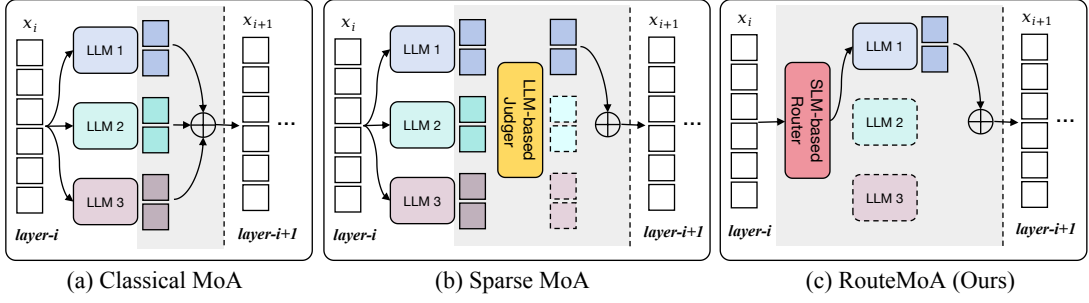 x_i
x_{i+1}
LLM 1
LLM 2
LLM 3
...
layer-i
layer-i+1
(a) Classical MoA
x_i
x_{i+1}
LLM 1
LLM 2
LLM 3
LLM-based
Judger
...
layer-i
layer-i+1
(b) Sparse MoA
x_i
x_{i+1}
SLM-based
Router
LLM 1
LLM 2
LLM 3
...
layer-i
layer-i+1
(c) RouteMoA (Ours)